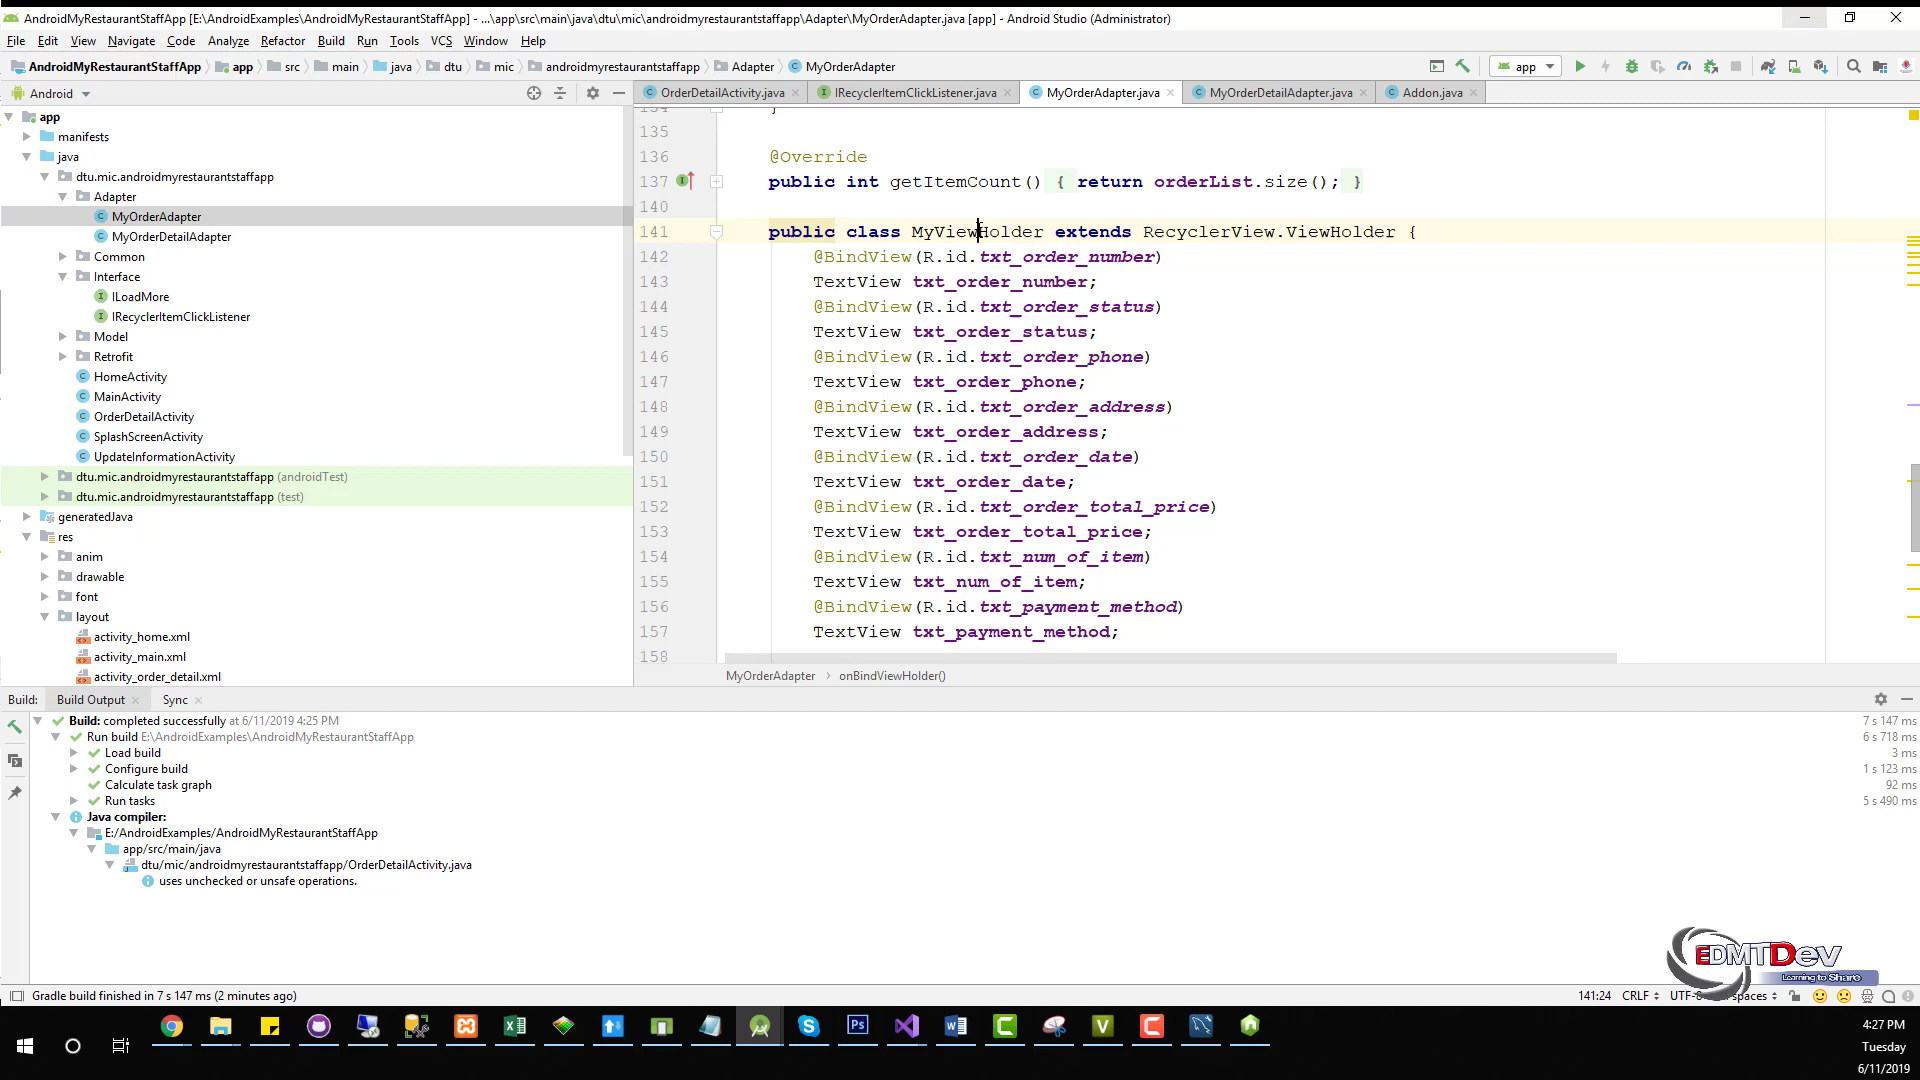 AndroidMyRestaurantStaffApp [E:\AndroidExamples\AndroidMyRestaurantStaffApp] - ...\app\src\main\java\dtu\mic\androidmyrestaurantstaffapp\Adapter\MyOrderAdapter.java [app] - Android Studio (Administrator)
File Edit View Navigate Code Analyze Refactor Build Run Tools VCS Window Help
AndroidMyRestaurantStaffApp app src main java dtu mic androidmyrestaurantstaffapp Adapter MyOrderAdapter app
Android OrderDetailActivity.java IRecyclerItemClickListener.java MyOrderAdapter.java MyOrderDetailAdapter.java Addon.java
app
manifests
java
dtu.mic.androidmyrestaurantstaffapp
Adapter
MyOrderAdapter
MyOrderDetailAdapter
Common
Interface
ILoadMore
IRecyclerItemClickListener
Model
Retrofit
HomeActivity
MainActivity
OrderDetailActivity
SplashScreenActivity
UpdateInformationActivity
dtu.mic.androidmyrestaurantstaffapp (androidTest)
dtu.mic.androidmyrestaurantstaffapp (test)
generatedJava
res
anim
drawable
font
layout
activity_home.xml
activity_main.xml
activity_order_detail.xml
134 }
135
136 @Override
137 public int getItemCount() { return orderList.size(); }
140
141 public class MyViewHolder extends RecyclerView.ViewHolder {
142 @BindView(R.id.txt_order_number)
143 TextView txt_order_number;
144 @BindView(R.id.txt_order_status)
145 TextView txt_order_status;
146 @BindView(R.id.txt_order_phone)
147 TextView txt_order_phone;
148 @BindView(R.id.txt_order_address)
149 TextView txt_order_address;
150 @BindView(R.id.txt_order_date)
151 TextView txt_order_date;
152 @BindView(R.id.txt_order_total_price)
153 TextView txt_order_total_price;
154 @BindView(R.id.txt_num_of_item)
155 TextView txt_num_of_item;
156 @BindView(R.id.txt_payment_method)
157 TextView txt_payment_method;
158
MyOrderAdapter › onBindViewHolder()
Build: Build Output Sync
Build: completed successfully at 6/11/2019 4:25 PM 7 s 147 ms
Run build E:\AndroidExamples\AndroidMyRestaurantStaffApp 6 s 718 ms
Load build 3 ms
Configure build 1 s 123 ms
Calculate task graph 92 ms
Run tasks 5 s 490 ms
Java compiler:
E:/AndroidExamples/AndroidMyRestaurantStaffApp
app/src/main/java
dtu/mic/androidmyrestaurantstaffapp/OrderDetailActivity.java
uses unchecked or unsafe operations.
EDMTDev
Learning to Share
Gradle build finished in 7 s 147 ms (2 minutes ago) 141:24 CRLF UTF-8 spaces
4:27 PM
Tuesday
6/11/2019